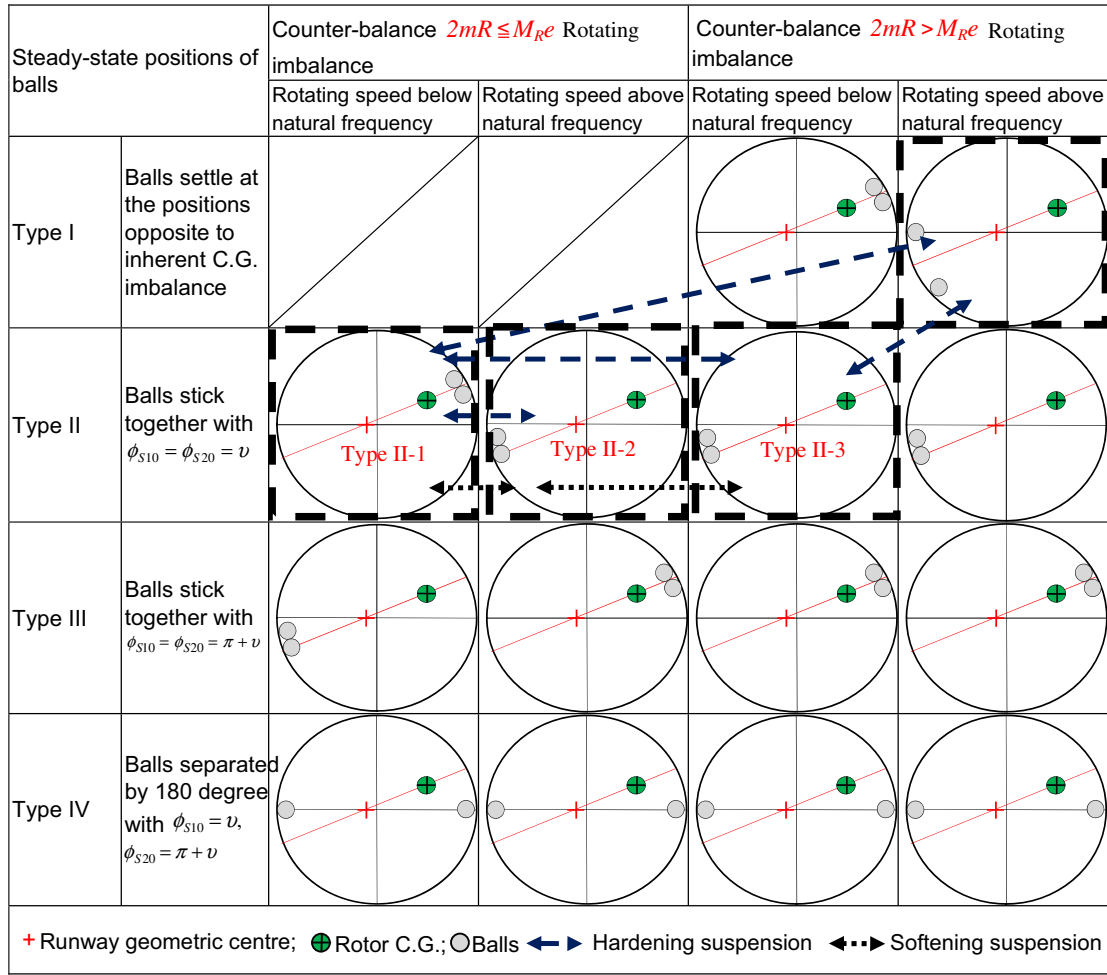 Steady-state positions of
balls
Counter-balance 2mR ≦ M_R e Rotating
imbalance
Counter-balance 2mR > M_R e Rotating
imbalance
Rotating speed below
natural frequency
Rotating speed above
natural frequency
Rotating speed below
natural frequency
Rotating speed above
natural frequency
Type I
Balls settle at
the positions
opposite to
inherent C.G.
imbalance
Type II
Balls stick
together with
ϕ_S10 = ϕ_S20 = υ
Type II-1
Type II-2
Type II-3
Type III
Balls stick
together with
ϕ_S10 = ϕ_S20 = π + υ
Type IV
Balls separated
by 180 degree
with ϕ_S10 = υ,
ϕ_S20 = π + υ
+ Runway geometric centre; Rotor C.G.; Balls Hardening suspension Softening suspension